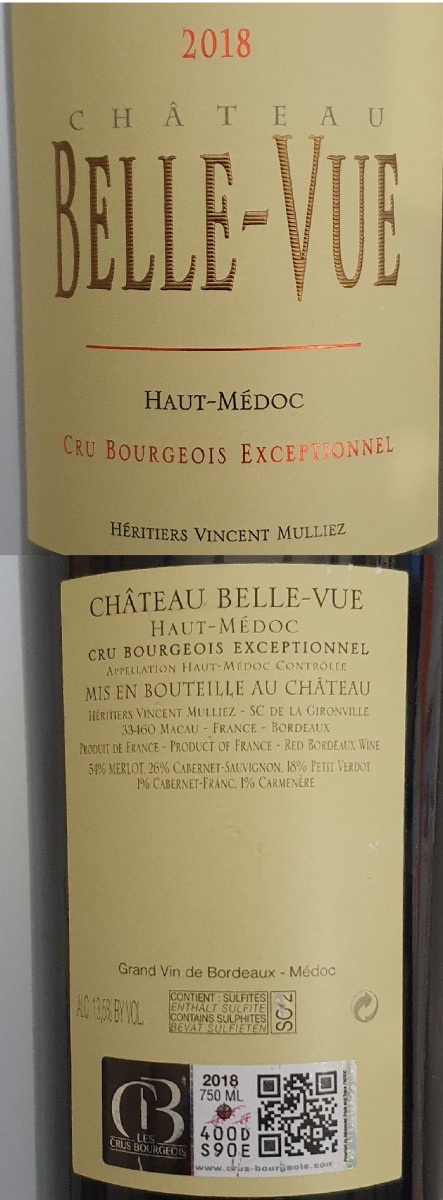 2018
CHÂTEAU
BELLE-VUE
HAUT-MÉDOC
CRU BOURGEOIS EXCEPTIONNEL
HÉRITIERS VINCENT MULLIEZ
CHÂTEAU BELLE-VUE
HAUT-MÉDOC
CRU BOURGEOIS EXCEPTIONNEL
APPELLATION HAUT-MÉDOC CONTRÔLÉE
MIS EN BOUTEILLE AU CHÂTEAU
HÉRITIERS VINCENT MULLIEZ - SC DE LA GIRONVILLE
33460 MACAU - FRANCE - BORDEAUX
PRODUIT DE FRANCE - PRODUCT OF FRANCE - RED BORDEAUX WINE
54% MERLOT, 26% CABERNET-SAUVIGNON, 18% PETIT VERDOT
1% CABERNET-FRANC, 1% CARMENÈRE
Grand Vin de Bordeaux - Médoc
ALC. 13,5% BY VOL.
CONTIENT : SULFITES
ENTHÄLT SULFITE
CONTAINS SULPHITES
BEVAT SULFIETEN
SO2
CB
LES
CRUS BOURGEOIS
2018
750 ML
400D
S90E
www.crus-bourgeois.com